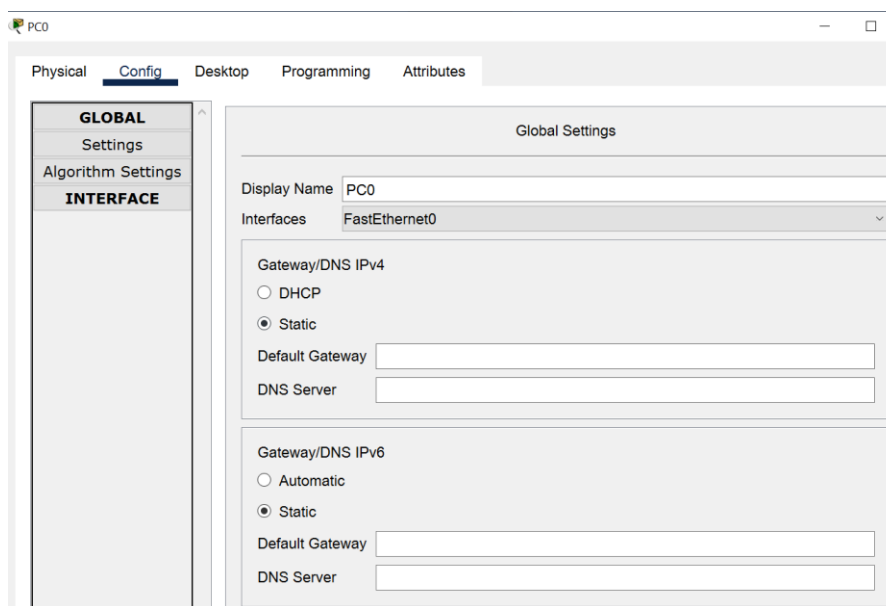 PC0
Physical Config Desktop Programming Attributes
GLOBAL
Settings
Algorithm Settings
INTERFACE
Global Settings
Display Name PC0
Interfaces FastEthernet0
Gateway/DNS IPv4
DHCP
Static
Default Gateway
DNS Server
Gateway/DNS IPv6
Automatic
Static
Default Gateway
DNS Server